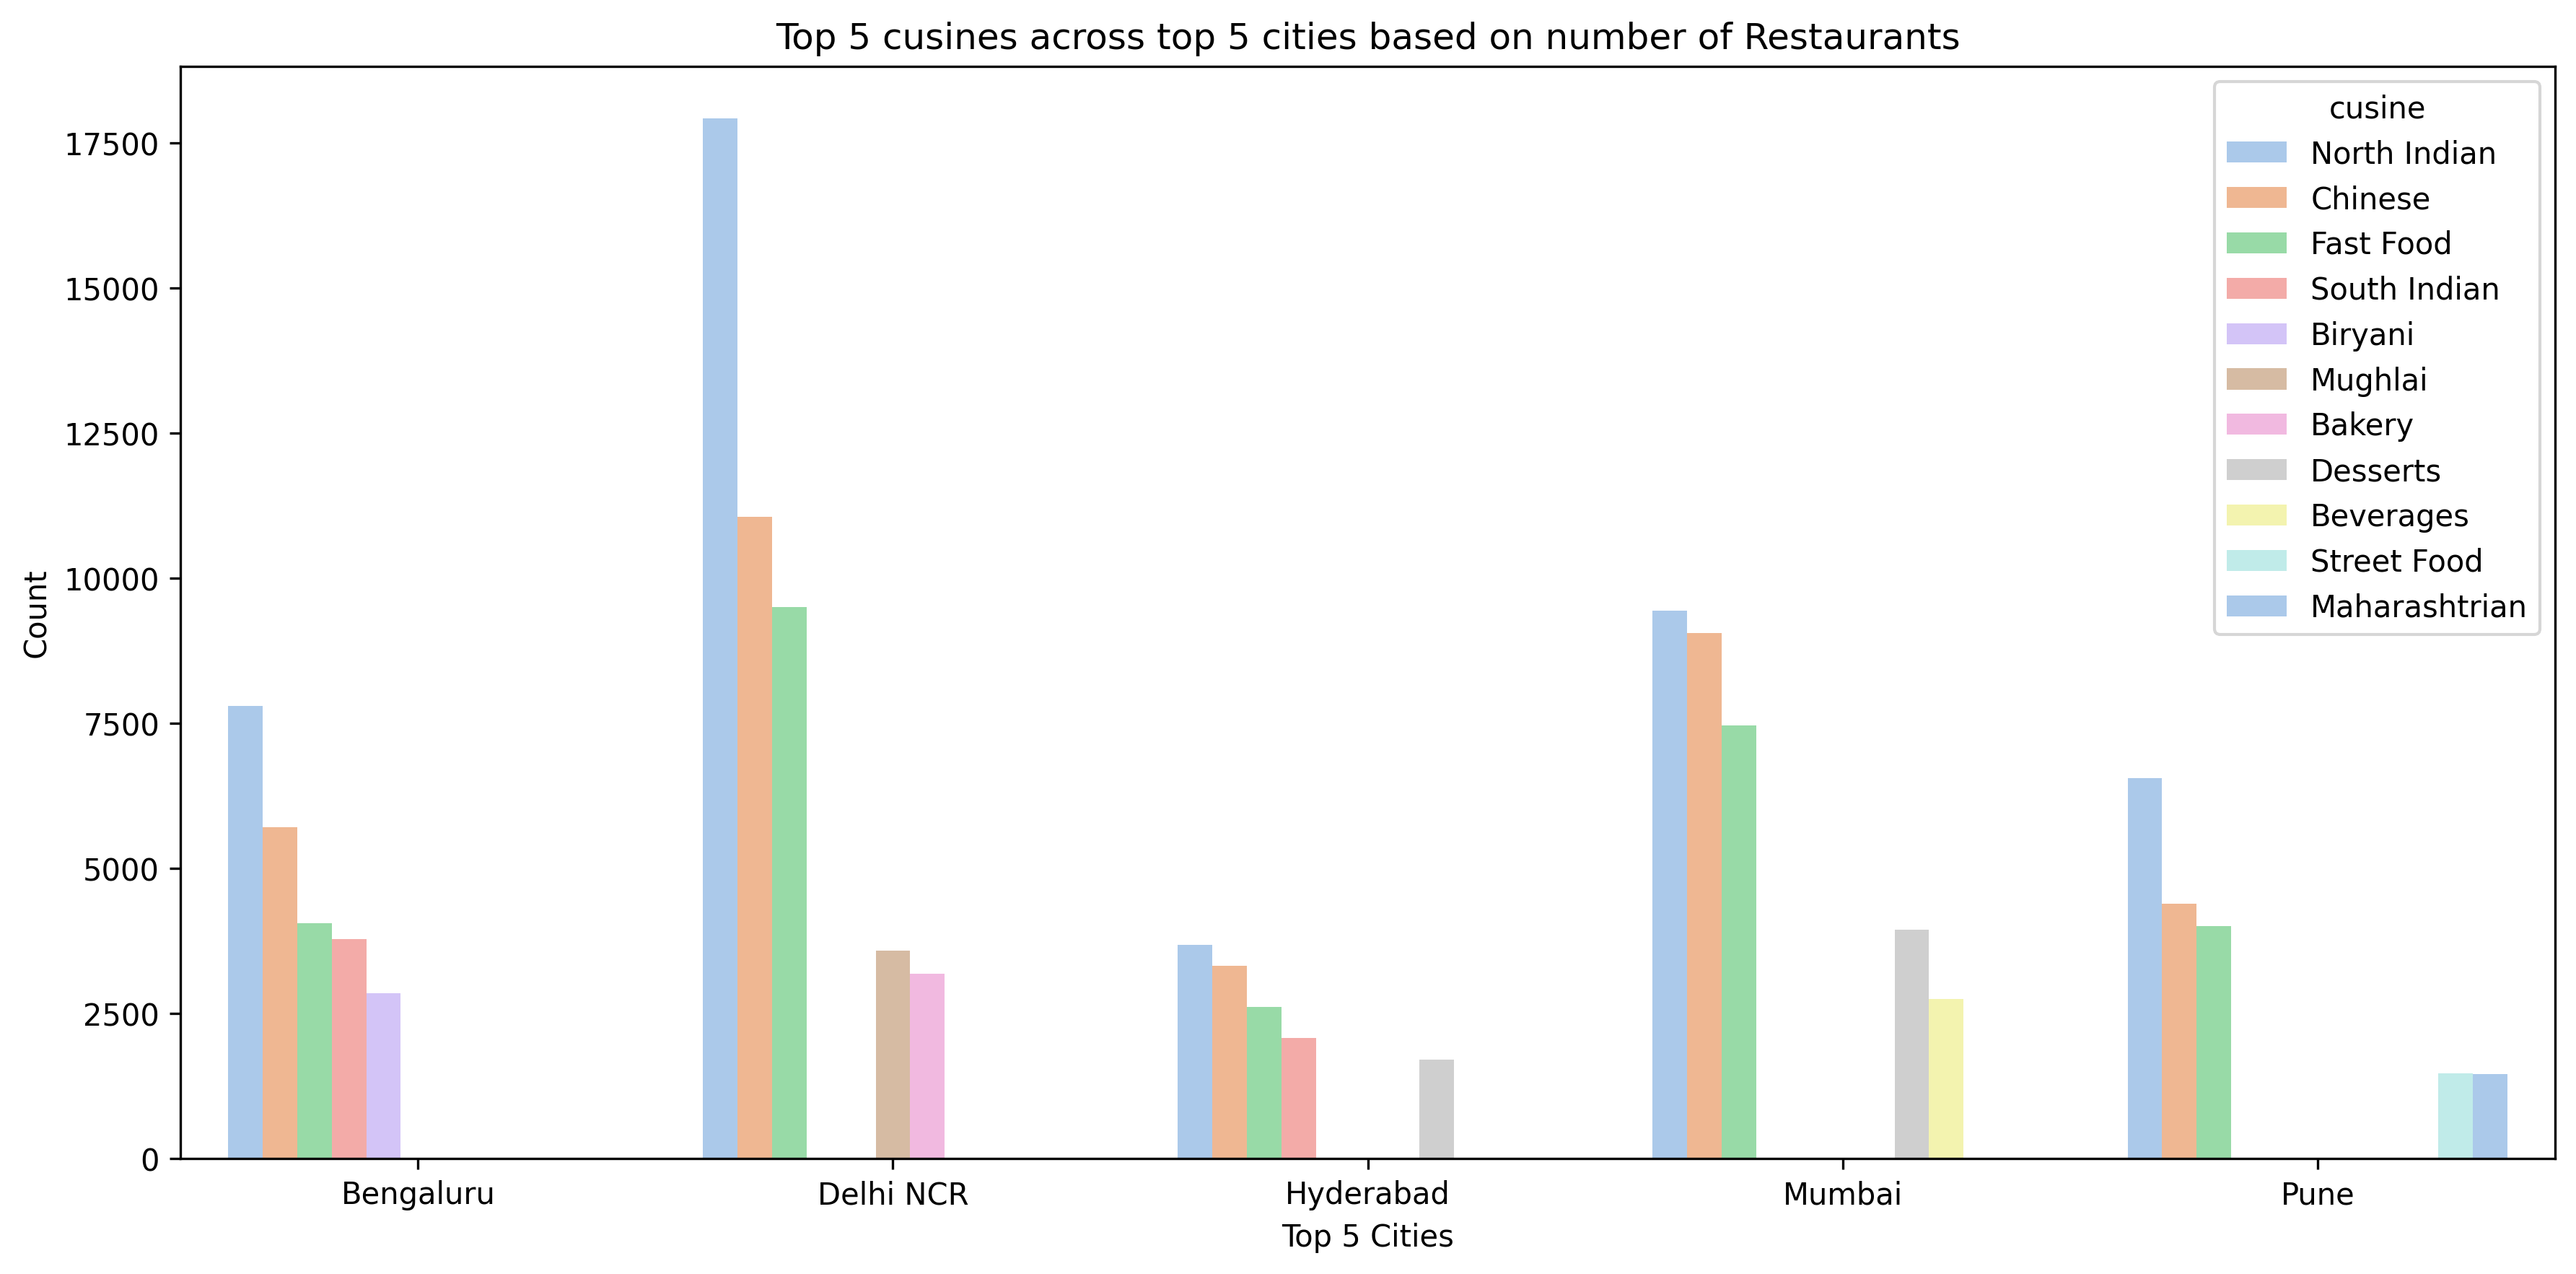 Top 5 cusines across top 5 cities based on number of Restaurants
17500
15000
12500
10000
7500
5000
2500
0
Count
cusine
North Indian
Chinese
Fast Food
South Indian
Biryani
Mughlai
Bakery
Desserts
Beverages
Street Food
Maharashtrian
Bengaluru
Delhi NCR
Hyderabad
Mumbai
Pune
Top 5 Cities